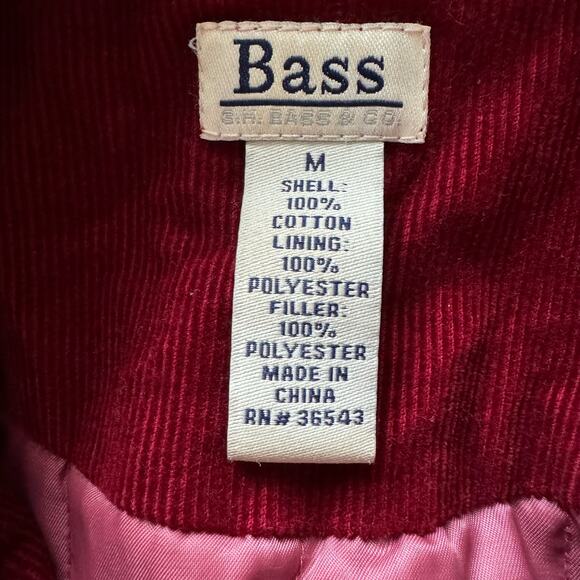 Bass
G.H. BASS & CO.
M
SHELL:
100%
COTTON
LINING:
100%
POLYESTER
FILLER:
100%
POLYESTER
MADE IN
CHINA
RN# 36543